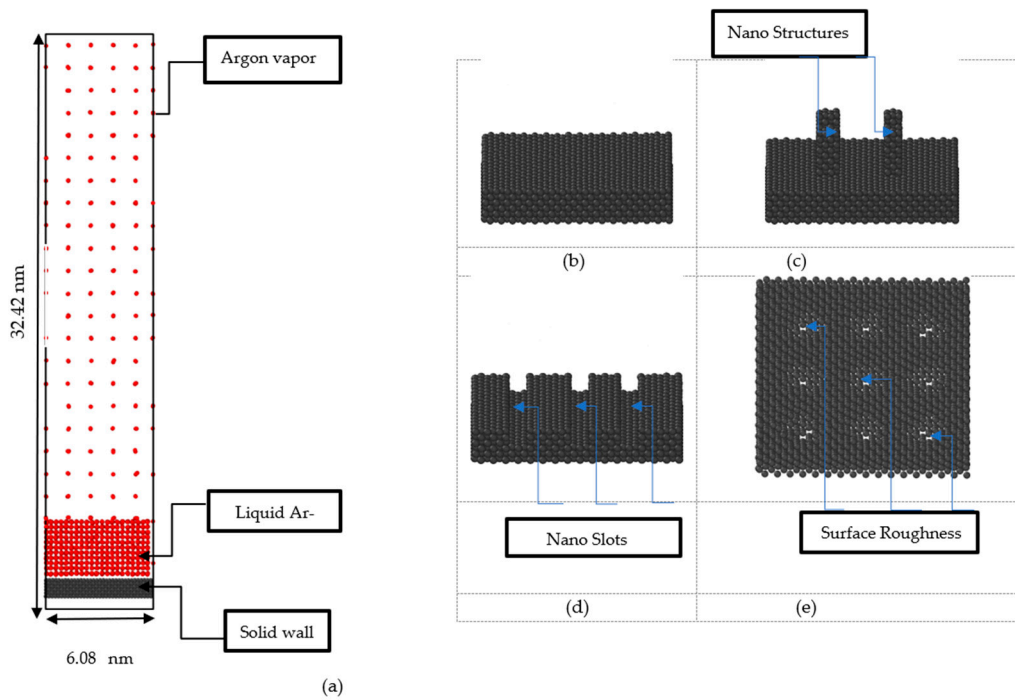 Argon vapor
32.42 nm
Liquid Ar-
Solid wall
6.08 nm
(a)
Nano Structures
(b)
(c)
Nano Slots
Surface Roughness
(d)
(e)